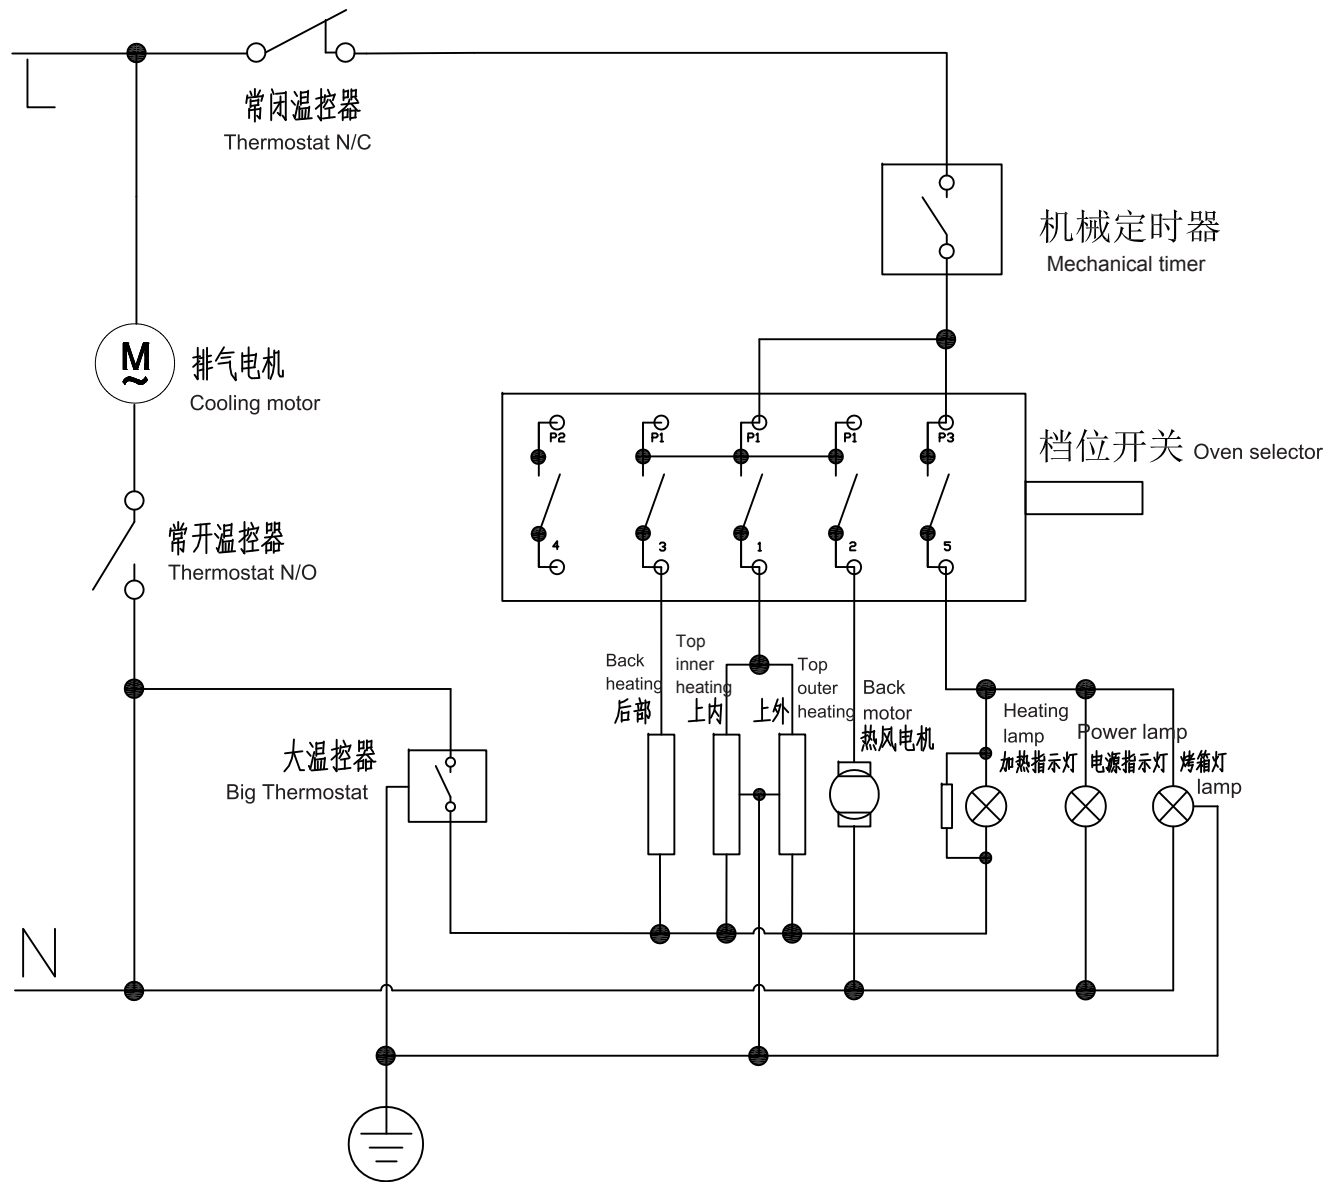 L
常闭温控器
Thermostat N/C
机械定时器
Mechanical timer
M
~
排气电机
Cooling motor
P2 P1 P1 P1 P3
档位开关 Oven selector
4 3 1 2 5
常开温控器
Thermostat N/O
Back
heating
后部
Top
inner
heating
上内
Top
outer
heating
上外
Back
motor
热风电机
Heating
lamp
加热指示灯
Power lamp
电源指示灯
烤箱灯
lamp
大温控器
Big Thermostat
N